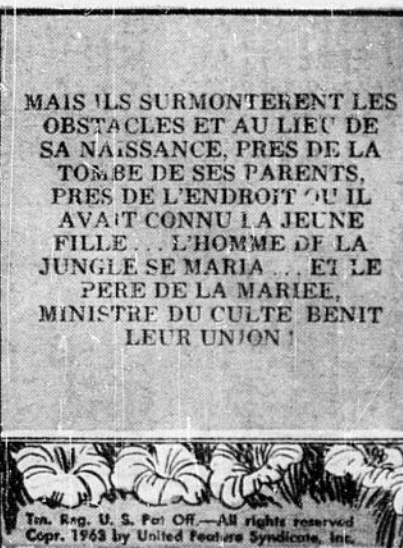 MAIS ILS SURMONTERENT LES
OBSTACLES ET AU LIEU DE
SA NAISSANCE, PRES DE LA
TOMBE DE SES PARENTS,
PRES DE L'ENDROIT OU IL
AVAIT CONNU LA JEUNE
FILLE... L'HOMME DE LA
JUNGLE SE MARIA... ET LE
PERE DE LA MARIEE,
MINISTRE DU CULTE BENIT
LEUR UNION !
Tm. Reg. U. S. Pat Off.—All rights reserved
Copr. 1963 by United Feature Syndicate, Inc.